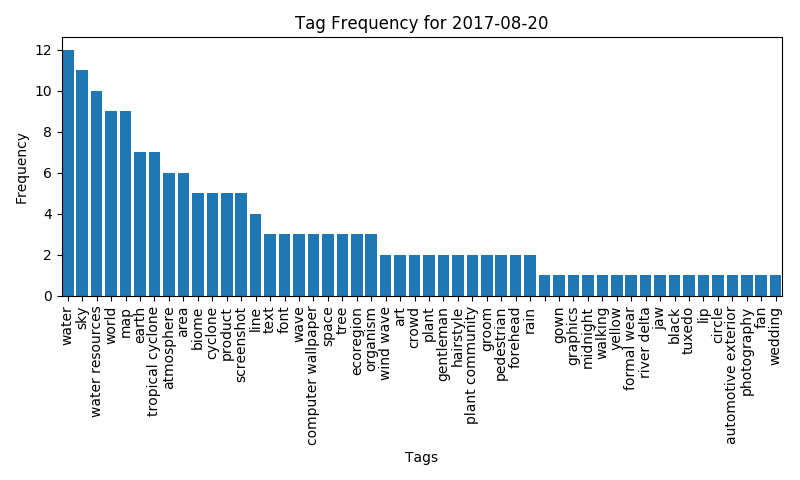 Tag Frequency for 2017-08-20
Frequency
12
10
8
6
4
2
0
water
sky
water resources
world
map
earth
tropical cyclone
atmosphere
area
biome
cyclone
product
screenshot
line
text
font
wave
computer wallpaper
space
tree
ecoregion
organism
wind wave
art
crowd
plant
gentleman
hairstyle
plant community
groom
pedestrian
forehead
rain
gown
graphics
midnight
walking
yellow
formal wear
river delta
jaw
black
tuxedo
lip
circle
automotive exterior
photography
fan
wedding
Tags